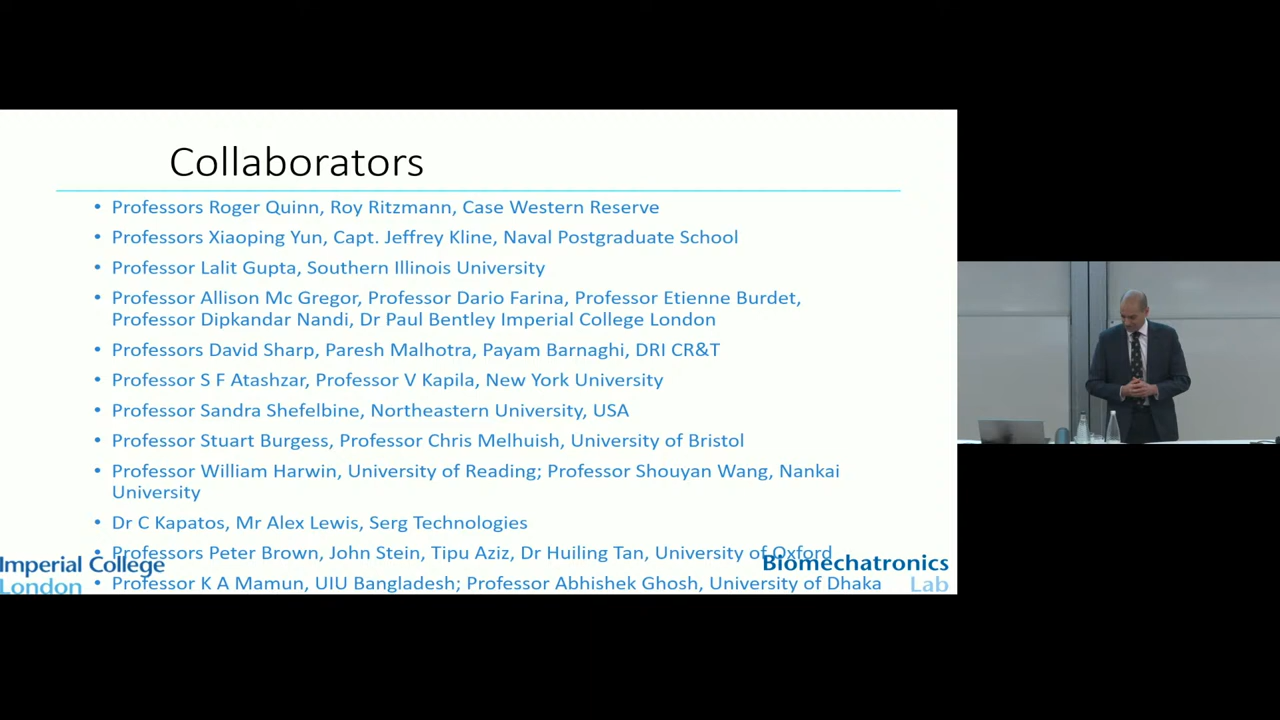 Collaborators
• Professors Roger Quinn, Roy Ritzmann, Case Western Reserve
• Professors Xiaoping Yun, Capt. Jeffrey Kline, Naval Postgraduate School
• Professor Lalit Gupta, Southern Illinois University
• Professor Allison Mc Gregor, Professor Dario Farina, Professor Etienne Burdet,
Professor Dipkandar Nandi, Dr Paul Bentley Imperial College London
• Professors David Sharp, Paresh Malhotra, Payam Barnaghi, DRI CR&T
• Professor S F Atashzar, Professor V Kapila, New York University
• Professor Sandra Shefelbine, Northeastern University, USA
• Professor Stuart Burgess, Professor Chris Melhuish, University of Bristol
• Professor William Harwin, University of Reading; Professor Shouyan Wang, Nankai
University
• Dr C Kapatos, Mr Alex Lewis, Serg Technologies
• Professors Peter Brown, John Stein, Tipu Aziz, Dr Huiling Tan, University of Oxford
• Professor K A Mamun, UIU Bangladesh; Professor Abhishek Ghosh, University of Dhaka
Imperial College
London
Biomechatronics
Lab